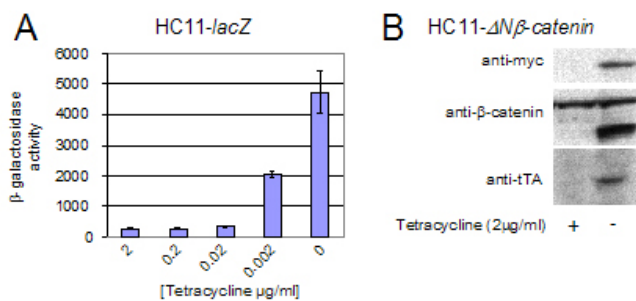 A
HC11-lacZ
6000
5000
4000
3000
2000
1000
0
β galactosidase
activity
2
0.2
0.02
0.002
0
[Tetracycline µg/ml]
B
HC11-ΔNβ-catenin
anti-myc
anti-β-catenin
anti-tTA
Tetracycline (2µg/ml) + -